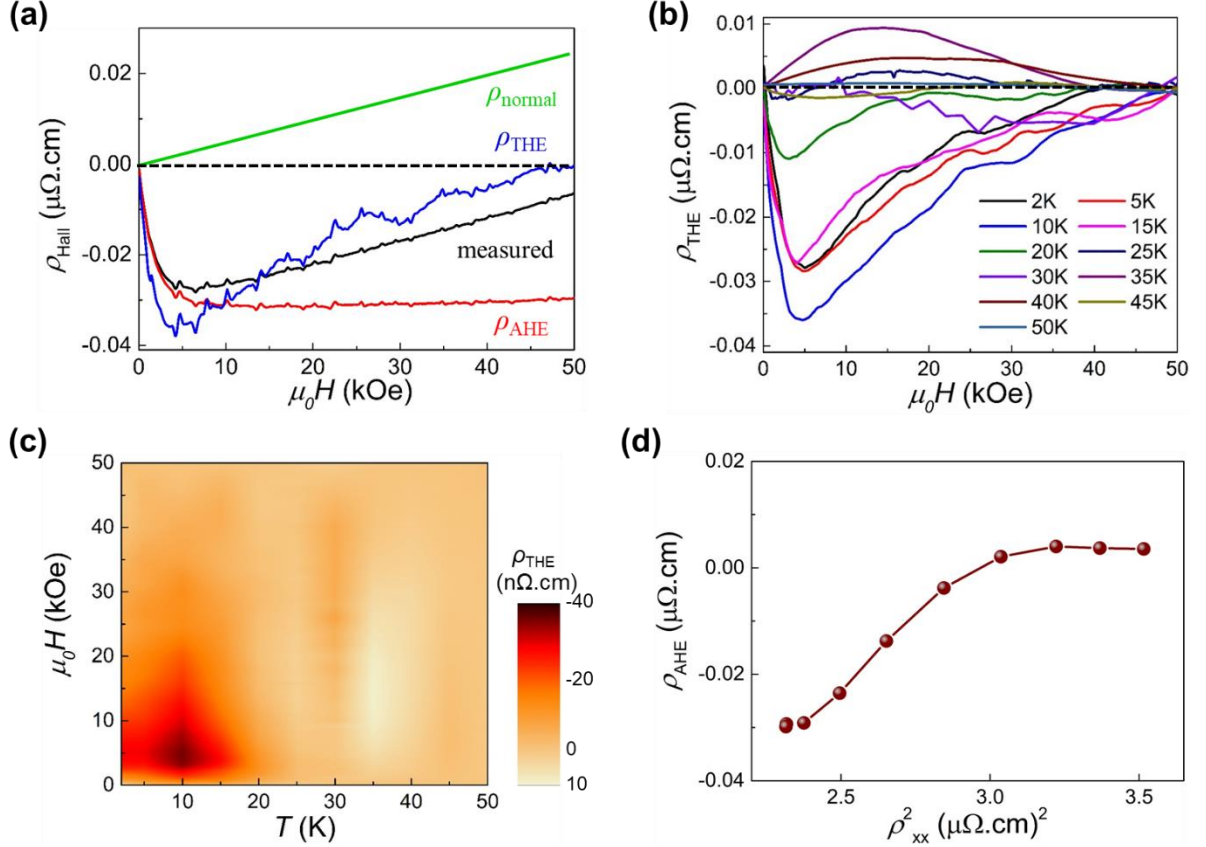 (a)
ρHall (μΩ.cm)
0.02
0.00
-0.02
-0.04
ρnormal
ρTHE
measured
ρAHE
0 10 20 30 40 50
μ0H (kOe)
(b)
ρTHE (μΩ.cm)
0.01
0.00
-0.01
-0.02
-0.03
-0.04
2K 5K
10K 15K
20K 25K
30K 35K
40K 45K
50K
0 10 20 30 40 50
μ0H (kOe)
(c)
μ0H (kOe)
50
40
30
20
10
0
10 20 30 40 50
T (K)
ρTHE
(nΩ.cm)
-40
-20
0
10
(d)
ρAHE (μΩ.cm)
0.02
0.00
-0.02
-0.04
2.5 3.0 3.5
ρ²xx (μΩ.cm)²